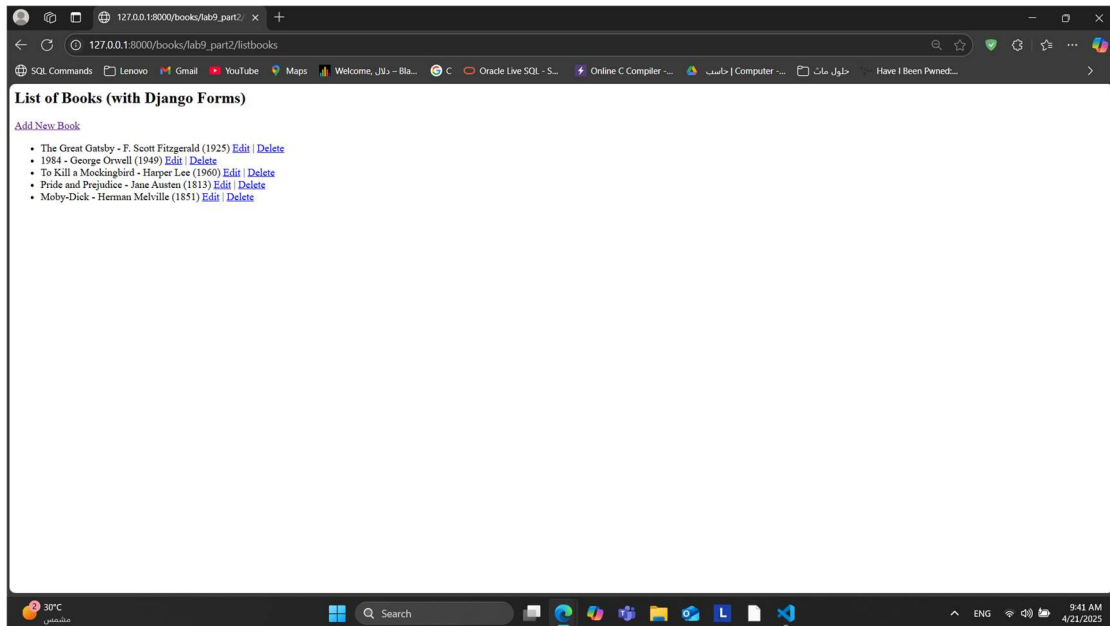 127.0.0.1:8000/books/lab9_part2/
127.0.0.1:8000/books/lab9_part2/listbooks
SQL Commands Lenovo Gmail YouTube Maps Welcome, دلال – Bla... C Oracle Live SQL - S... Online C Compiler -... حاسب | Computer -... حلول مات Have I Been Pwned:...
List of Books (with Django Forms)
Add New Book
• The Great Gatsby - F. Scott Fitzgerald (1925) Edit | Delete
• 1984 - George Orwell (1949) Edit | Delete
• To Kill a Mockingbird - Harper Lee (1960) Edit | Delete
• Pride and Prejudice - Jane Austen (1813) Edit | Delete
• Moby-Dick - Herman Melville (1851) Edit | Delete
2 30°C
مشمس
Search
ENG
9:41 AM
4/21/2025